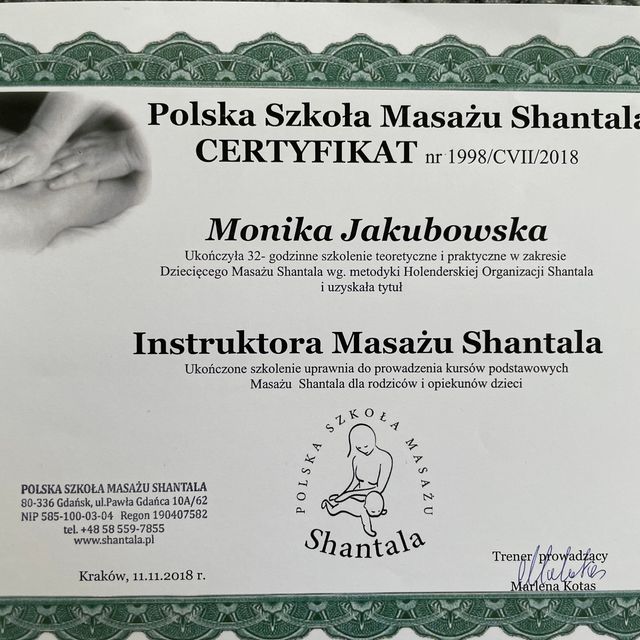 Polska Szkoła Masażu Shantala
CERTYFIKAT nr 1998/CVII/2018
Monika Jakubowska
Ukończyła 32- godzinne szkolenie teoretyczne i praktyczne w zakresie
Dziecięcego Masażu Shantala wg. metodyki Holenderskiej Organizacji Shantala
i uzyskała tytuł
Instruktora Masażu Shantala
Ukończone szkolenie uprawnia do prowadzenia kursów podstawowych
Masażu Shantala dla rodziców i opiekunów dzieci
POLSKA SZKOŁA MASAŻU
Shantala
POLSKA SZKOŁA MASAŻU SHANTALA
80-336 Gdańsk, ul.Pawła Gdańca 10A/62
NIP 585-100-03-04 Regon 190407582
tel. +48 58 559-7855
www.shantala.pl
Kraków, 11.11.2018 r.
Trener prowadzący
Marlena Kotas